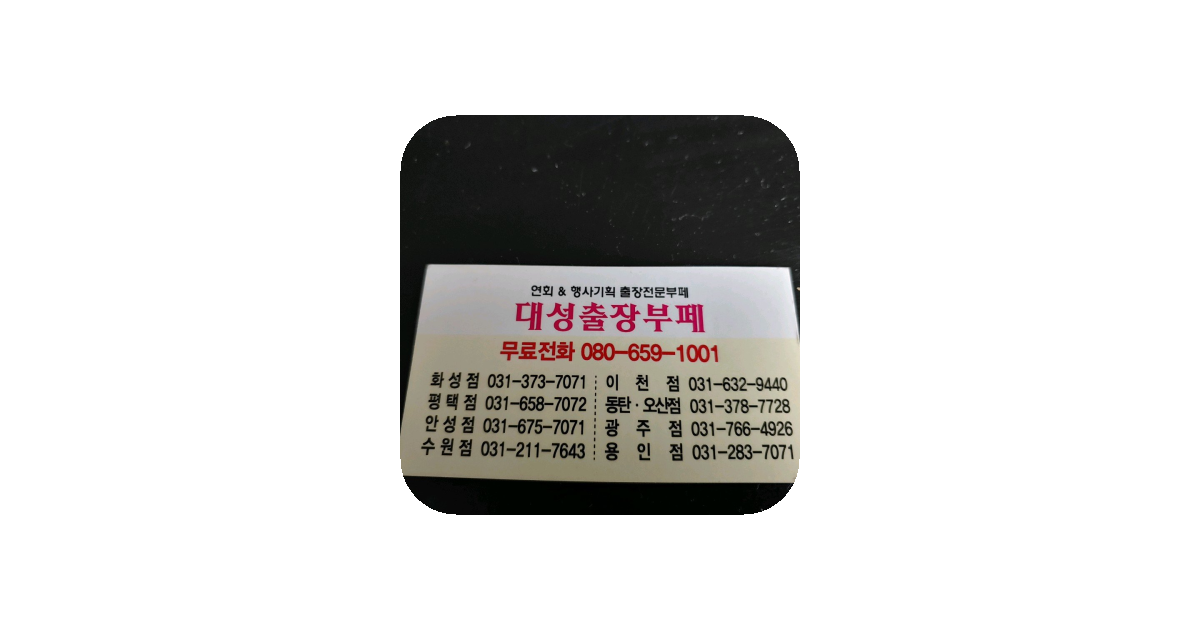 연회 & 행사기획 출장전문부페
대성출장부페
무료전화 080-659-1001
화성점 031-373-7071 이천점 031-632-9440
평택점 031-658-7072 동탄·오산점 031-378-7728
안성점 031-675-7071 광주점 031-766-4926
수원점 031-211-7643 용인점 031-283-7071